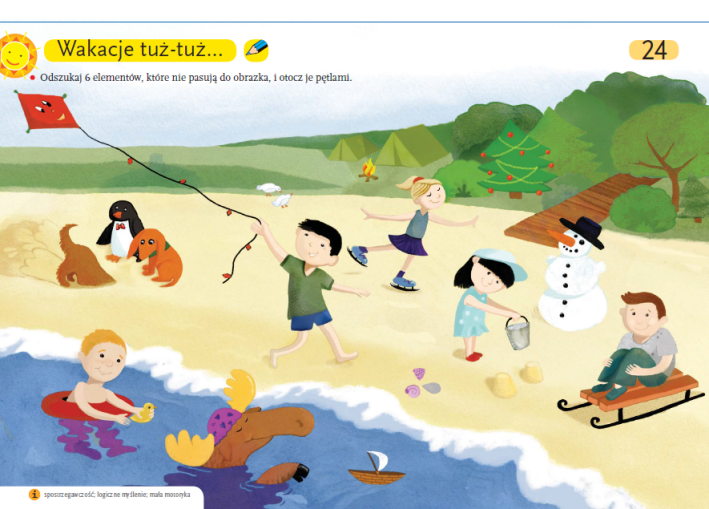 Wakacje tuż-tuż...
24
Odszukaj 6 elementów, które nie pasują do obrazka, i otocz je pętlami.
spostrzegawczość; logiczne myślenie; mała motoryka